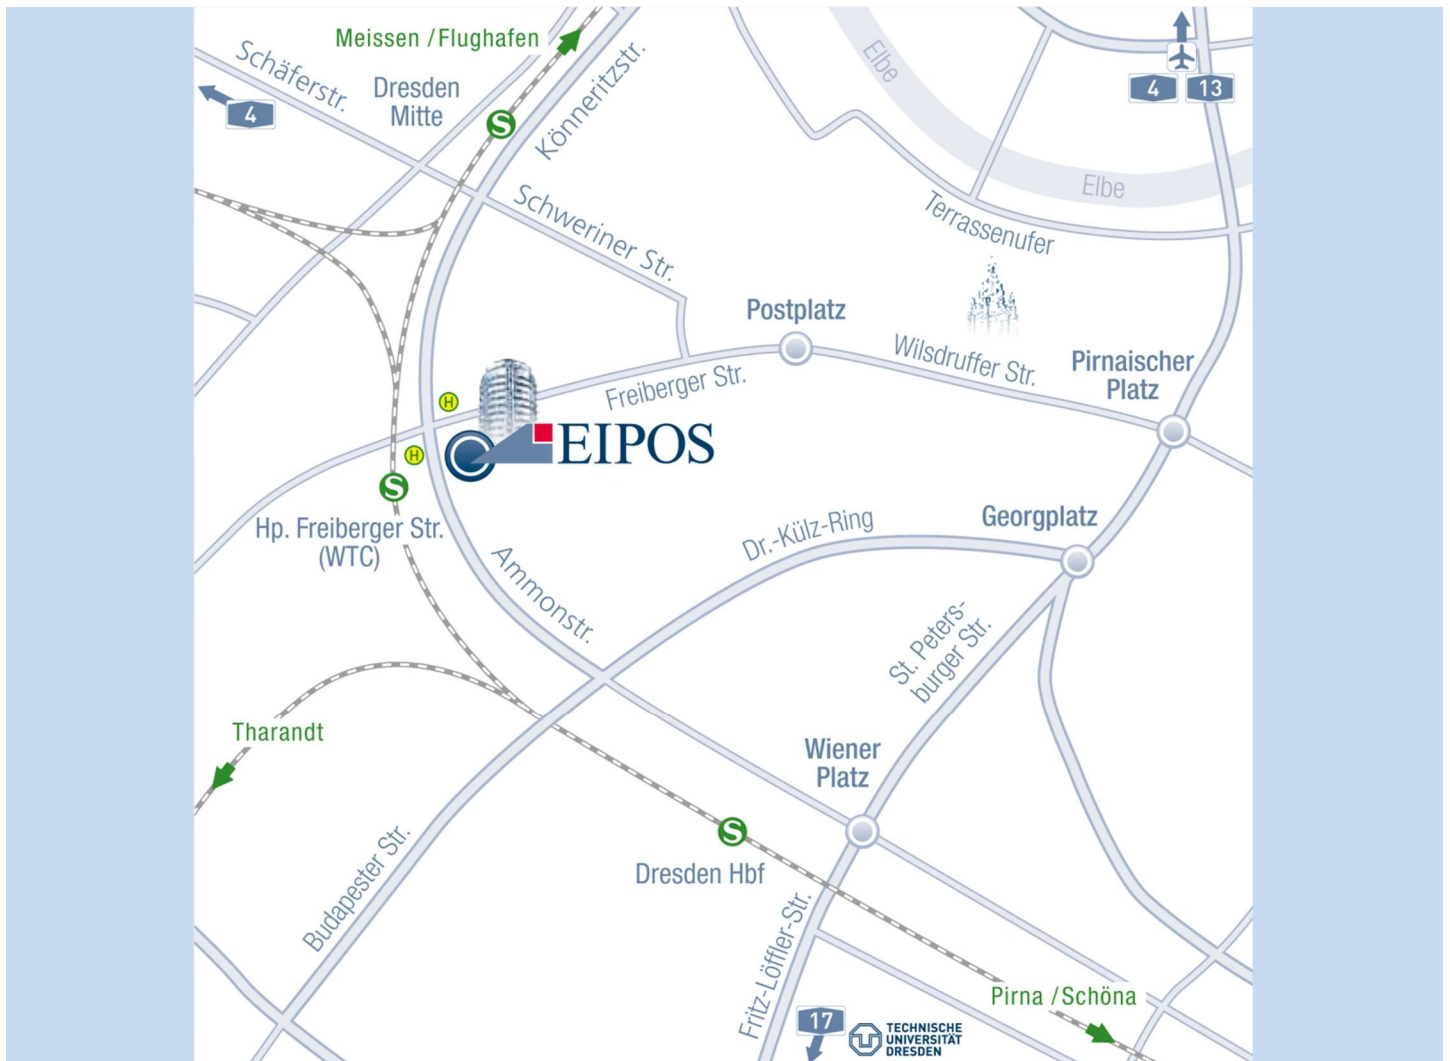 Meissen / Flughafen
Schäferstr.
4
Dresden
Mitte
S
Könneritzstr.
Elbe
4
13
Elbe
Schweriner Str.
Terrassenufer
Postplatz
Wilsdruffer Str.
Pirnaischer
Platz
Freiberger Str.
H
EIPOS
H
S
Hp. Freiberger Str.
(WTC)
Georgplatz
Dr.-Külz-Ring
Ammonstr.
St. Peters-
burger Str.
Tharandt
Wiener
Platz
S
Dresden Hbf
Budapester Str.
Fritz-Löffler-Str.
Pirna / Schöna
17
TU
TECHNISCHE
UNIVERSITÄT
DRESDEN